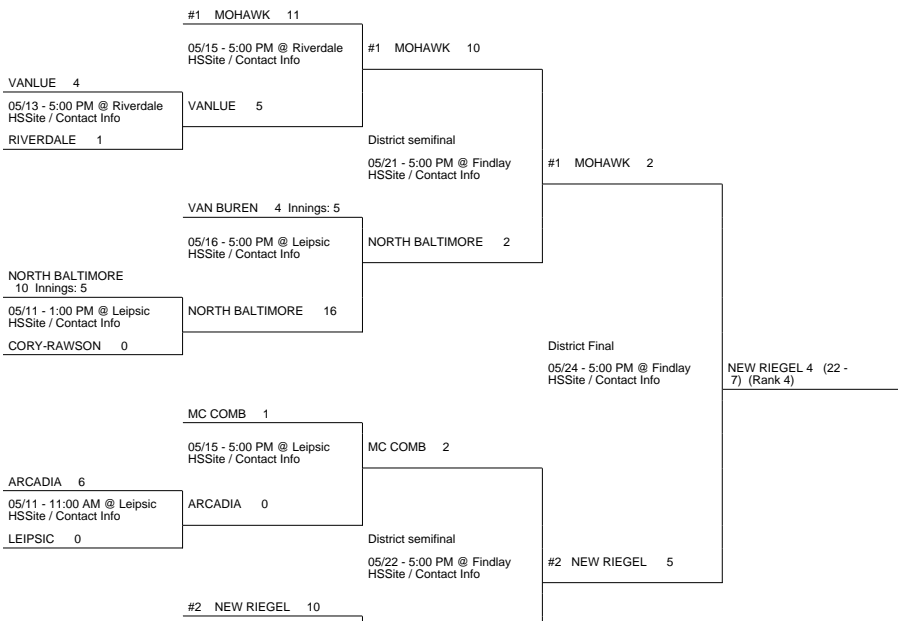 #1 MOHAWK 11
05/15 - 5:00 PM @ Riverdale
HSSite / Contact Info
#1 MOHAWK 10
VANLUE 4
05/13 - 5:00 PM @ Riverdale
HSSite / Contact Info
VANLUE 5
RIVERDALE 1
District semifinal
05/21 - 5:00 PM @ Findlay
HSSite / Contact Info
#1 MOHAWK 2
VAN BUREN 4 Innings: 5
05/16 - 5:00 PM @ Leipsic
HSSite / Contact Info
NORTH BALTIMORE 2
NORTH BALTIMORE
10 Innings: 5
05/11 - 1:00 PM @ Leipsic
HSSite / Contact Info
NORTH BALTIMORE 16
CORY-RAWSON 0
District Final
05/24 - 5:00 PM @ Findlay
HSSite / Contact Info
NEW RIEGEL 4 (22 -
7) (Rank 4)
MC COMB 1
05/15 - 5:00 PM @ Leipsic
HSSite / Contact Info
MC COMB 2
ARCADIA 6
05/11 - 11:00 AM @ Leipsic
HSSite / Contact Info
ARCADIA 0
LEIPSIC 0
District semifinal
05/22 - 5:00 PM @ Findlay
HSSite / Contact Info
#2 NEW RIEGEL 5
#2 NEW RIEGEL 10